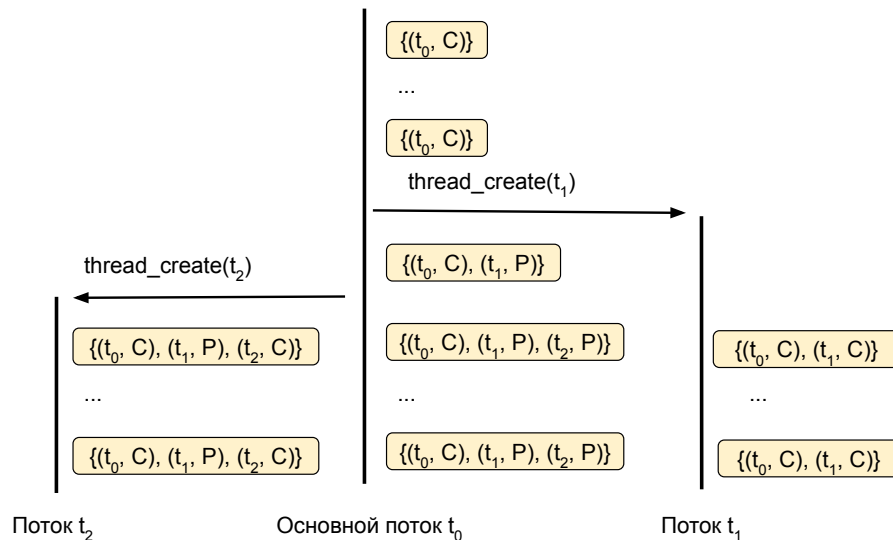 {(t₀, C)}
...
{(t₀, C)}
thread_create(t₁)
{(t₀, C), (t₁, P)}
thread_create(t₂)
{(t₀, C), (t₁, P), (t₂, C)}
{(t₀, C), (t₁, P), (t₂, P)}
{(t₀, C), (t₁, C)}
...
...
...
{(t₀, C), (t₁, P), (t₂, C)}
{(t₀, C), (t₁, P), (t₂, P)}
{(t₀, C), (t₁, C)}
Поток t₂
Основной поток t₀
Поток t₁